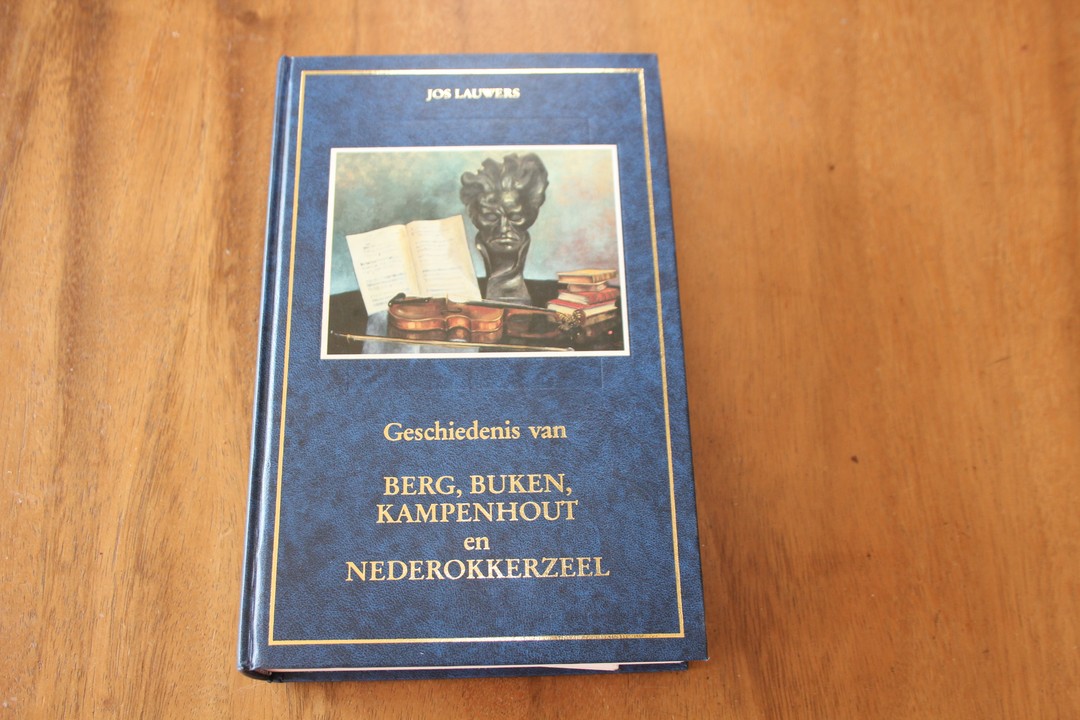 JOS LAUWERS
Geschiedenis van
BERG, BUKEN,
KAMPENHOUT
en
NEDEROKKERZEEL